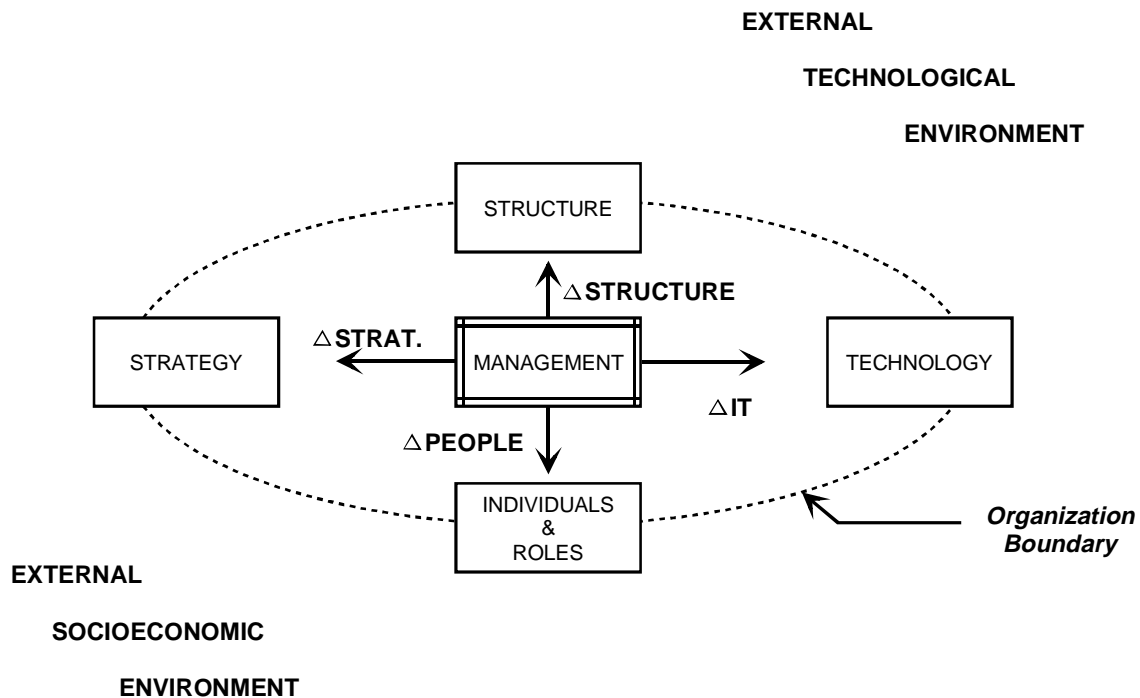 EXTERNAL
TECHNOLOGICAL
ENVIRONMENT
STRUCTURE
△STRUCTURE
△STRAT.
STRATEGY
MANAGEMENT
TECHNOLOGY
△IT
△PEOPLE
INDIVIDUALS
&
ROLES
Organization
Boundary
EXTERNAL
SOCIOECONOMIC
ENVIRONMENT